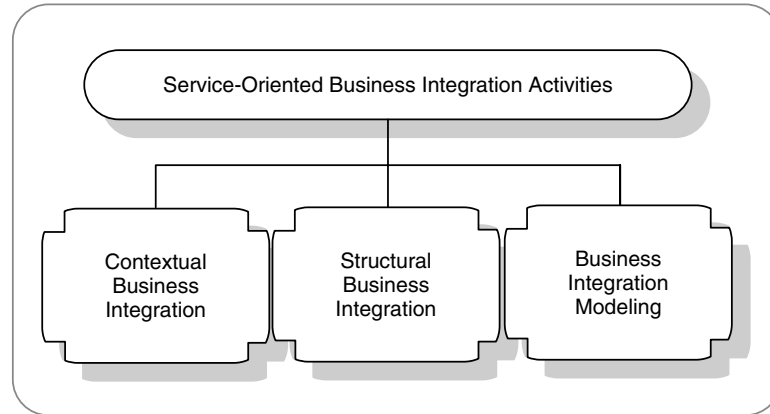 Service-Oriented Business Integration Activities
Contextual
Business
Integration
Structural
Business
Integration
Business
Integration
Modeling